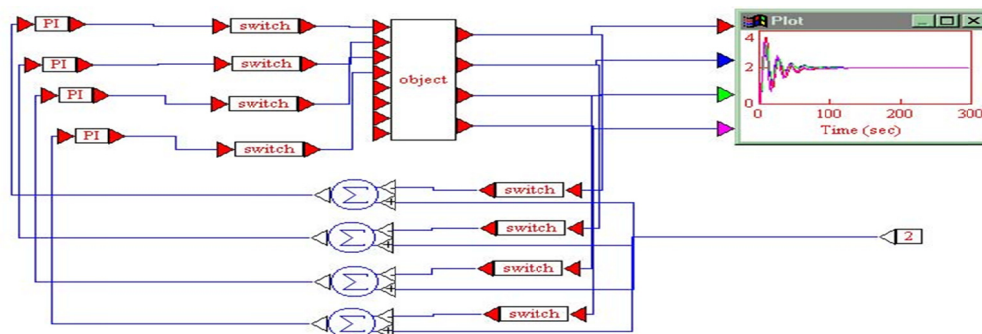 PI
switch
PI
switch
PI
switch
PI
switch
object
Plot
4
2
0
0
100
200
300
Time (sec)
Σ
- +
switch
Σ
- +
switch
Σ
- +
switch
Σ
- +
switch
2